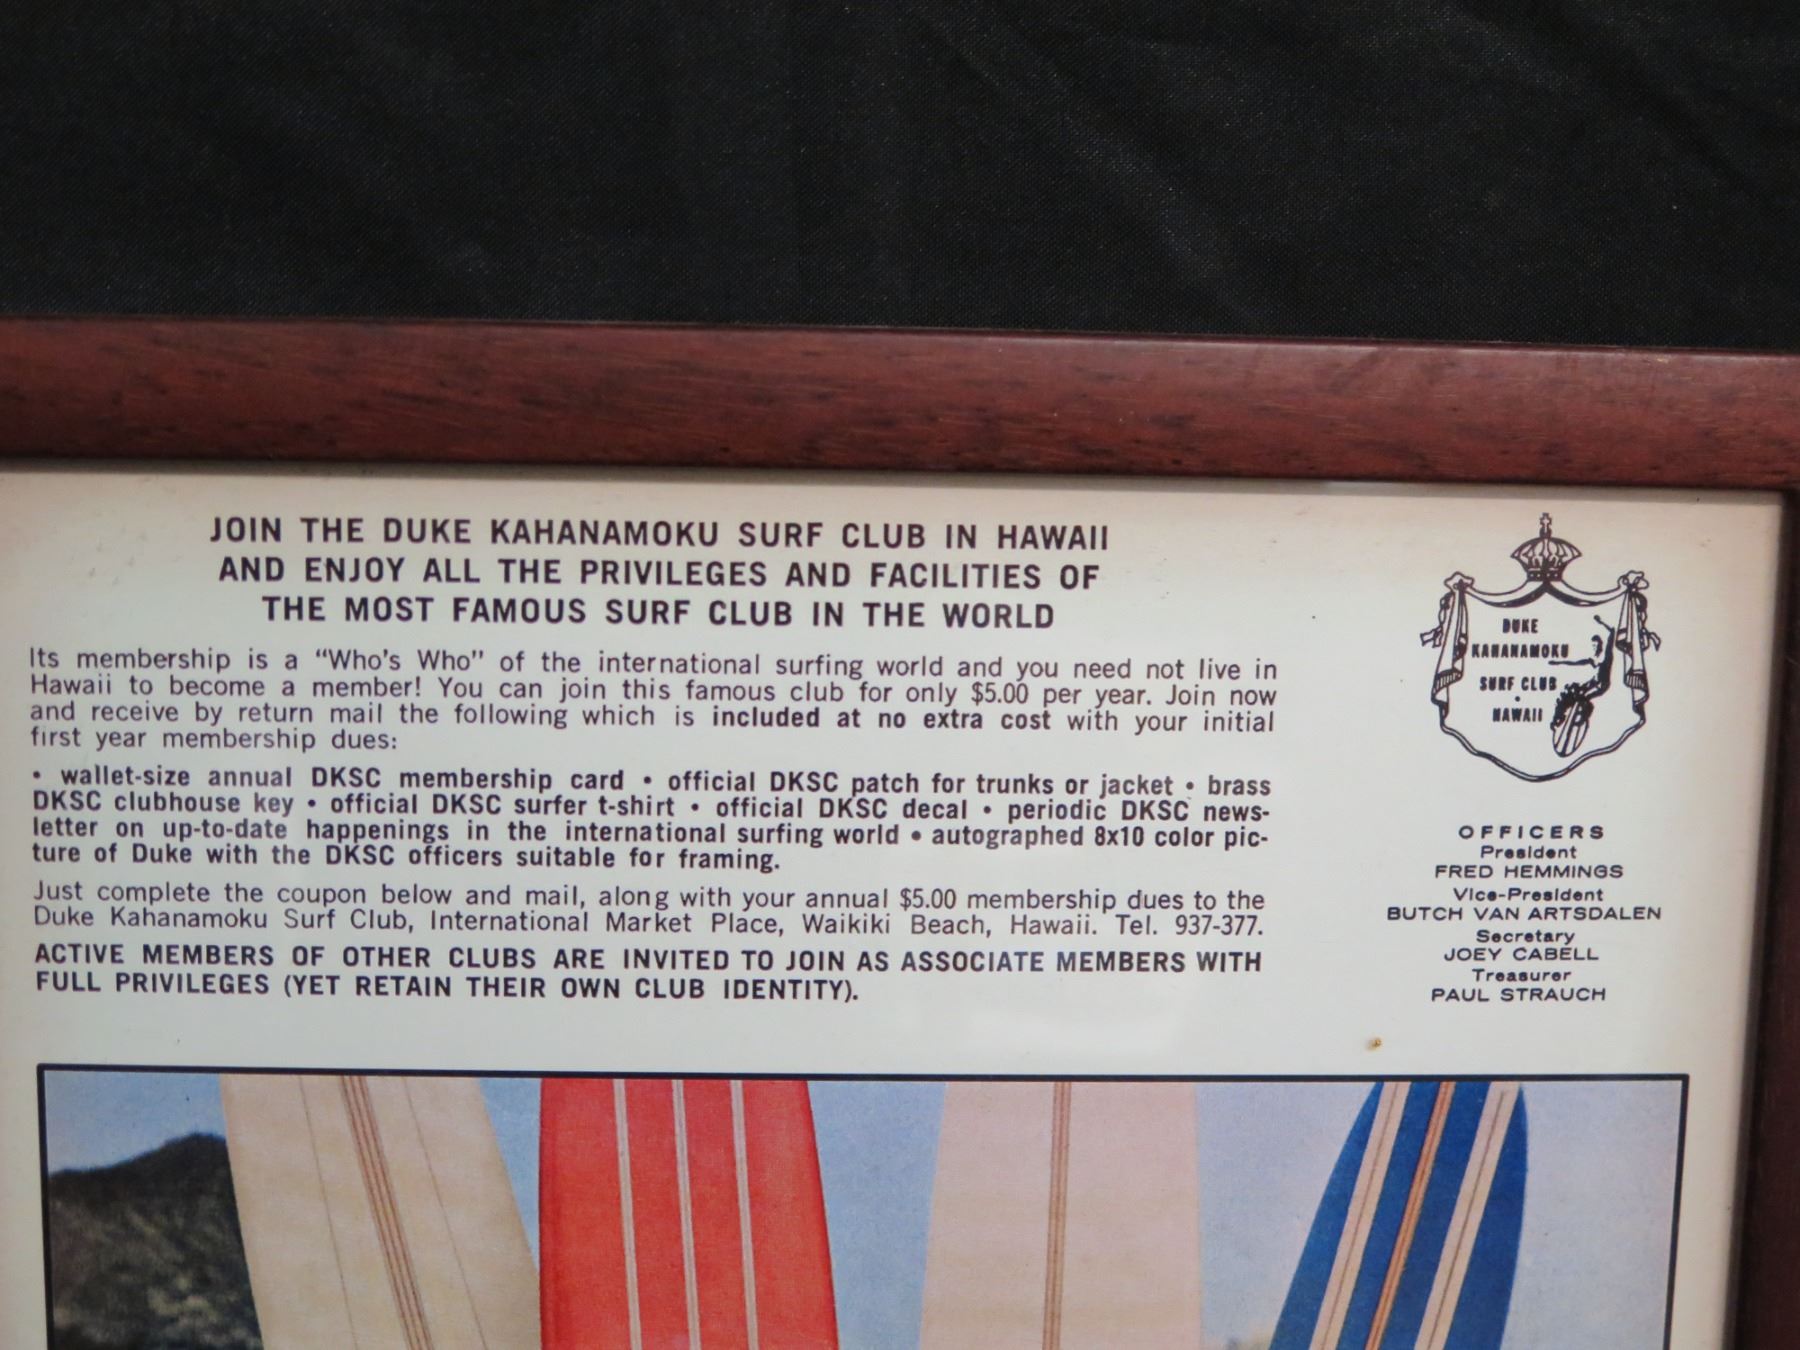 JOIN THE DUKE KAHANAMOKU SURF CLUB IN HAWAII
AND ENJOY ALL THE PRIVILEGES AND FACILITIES OF
THE MOST FAMOUS SURF CLUB IN THE WORLD
Its membership is a "Who's Who" of the international surfing world and you need not live in
Hawaii to become a member! You can join this famous club for only $5.00 per year. Join now
and receive by return mail the following which is included at no extra cost with your initial
first year membership dues:
• wallet-size annual DKSC membership card • official DKSC patch for trunks or jacket • brass
DKSC clubhouse key • official DKSC surfer t-shirt • official DKSC decal • periodic DKSC news-
letter on up-to-date happenings in the international surfing world • autographed 8x10 color pic-
ture of Duke with the DKSC officers suitable for framing.
Just complete the coupon below and mail, along with your annual $5.00 membership dues to the
Duke Kahanamoku Surf Club, International Market Place, Waikiki Beach, Hawaii. Tel. 937-377.
ACTIVE MEMBERS OF OTHER CLUBS ARE INVITED TO JOIN AS ASSOCIATE MEMBERS WITH
FULL PRIVILEGES (YET RETAIN THEIR OWN CLUB IDENTITY).
DUKE
KAHANAMOKU
SURF CLUB
•
HAWAII
OFFICERS
President
FRED HEMMINGS
Vice-President
BUTCH VAN ARTSDALEN
Secretary
JOEY CABELL
Treasurer
PAUL STRAUCH